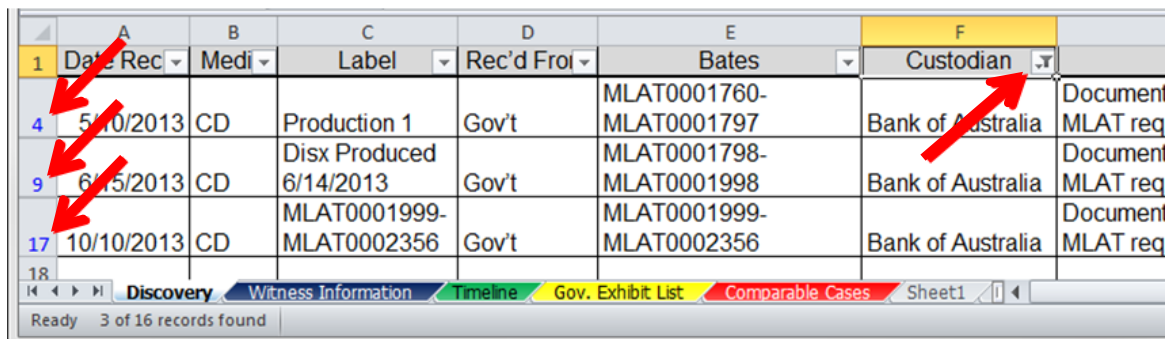 A B C D E F
1 Date Rec Medi Label Rec'd Fror Bates Custodian
MLAT0001760- Document
4 5/10/2013 CD Production 1 Gov't MLAT0001797 Bank of Australia MLAT req
Disx Produced MLAT0001798- Document
9 6/15/2013 CD 6/14/2013 Gov't MLAT0001998 Bank of Australia MLAT req
MLAT0001999- MLAT0001999- Document
17 10/10/2013 CD MLAT0002356 Gov't MLAT0002356 Bank of Australia MLAT req
18
Discovery Witness Information Timeline Gov. Exhibit List Comparable Cases Sheet1
Ready 3 of 16 records found